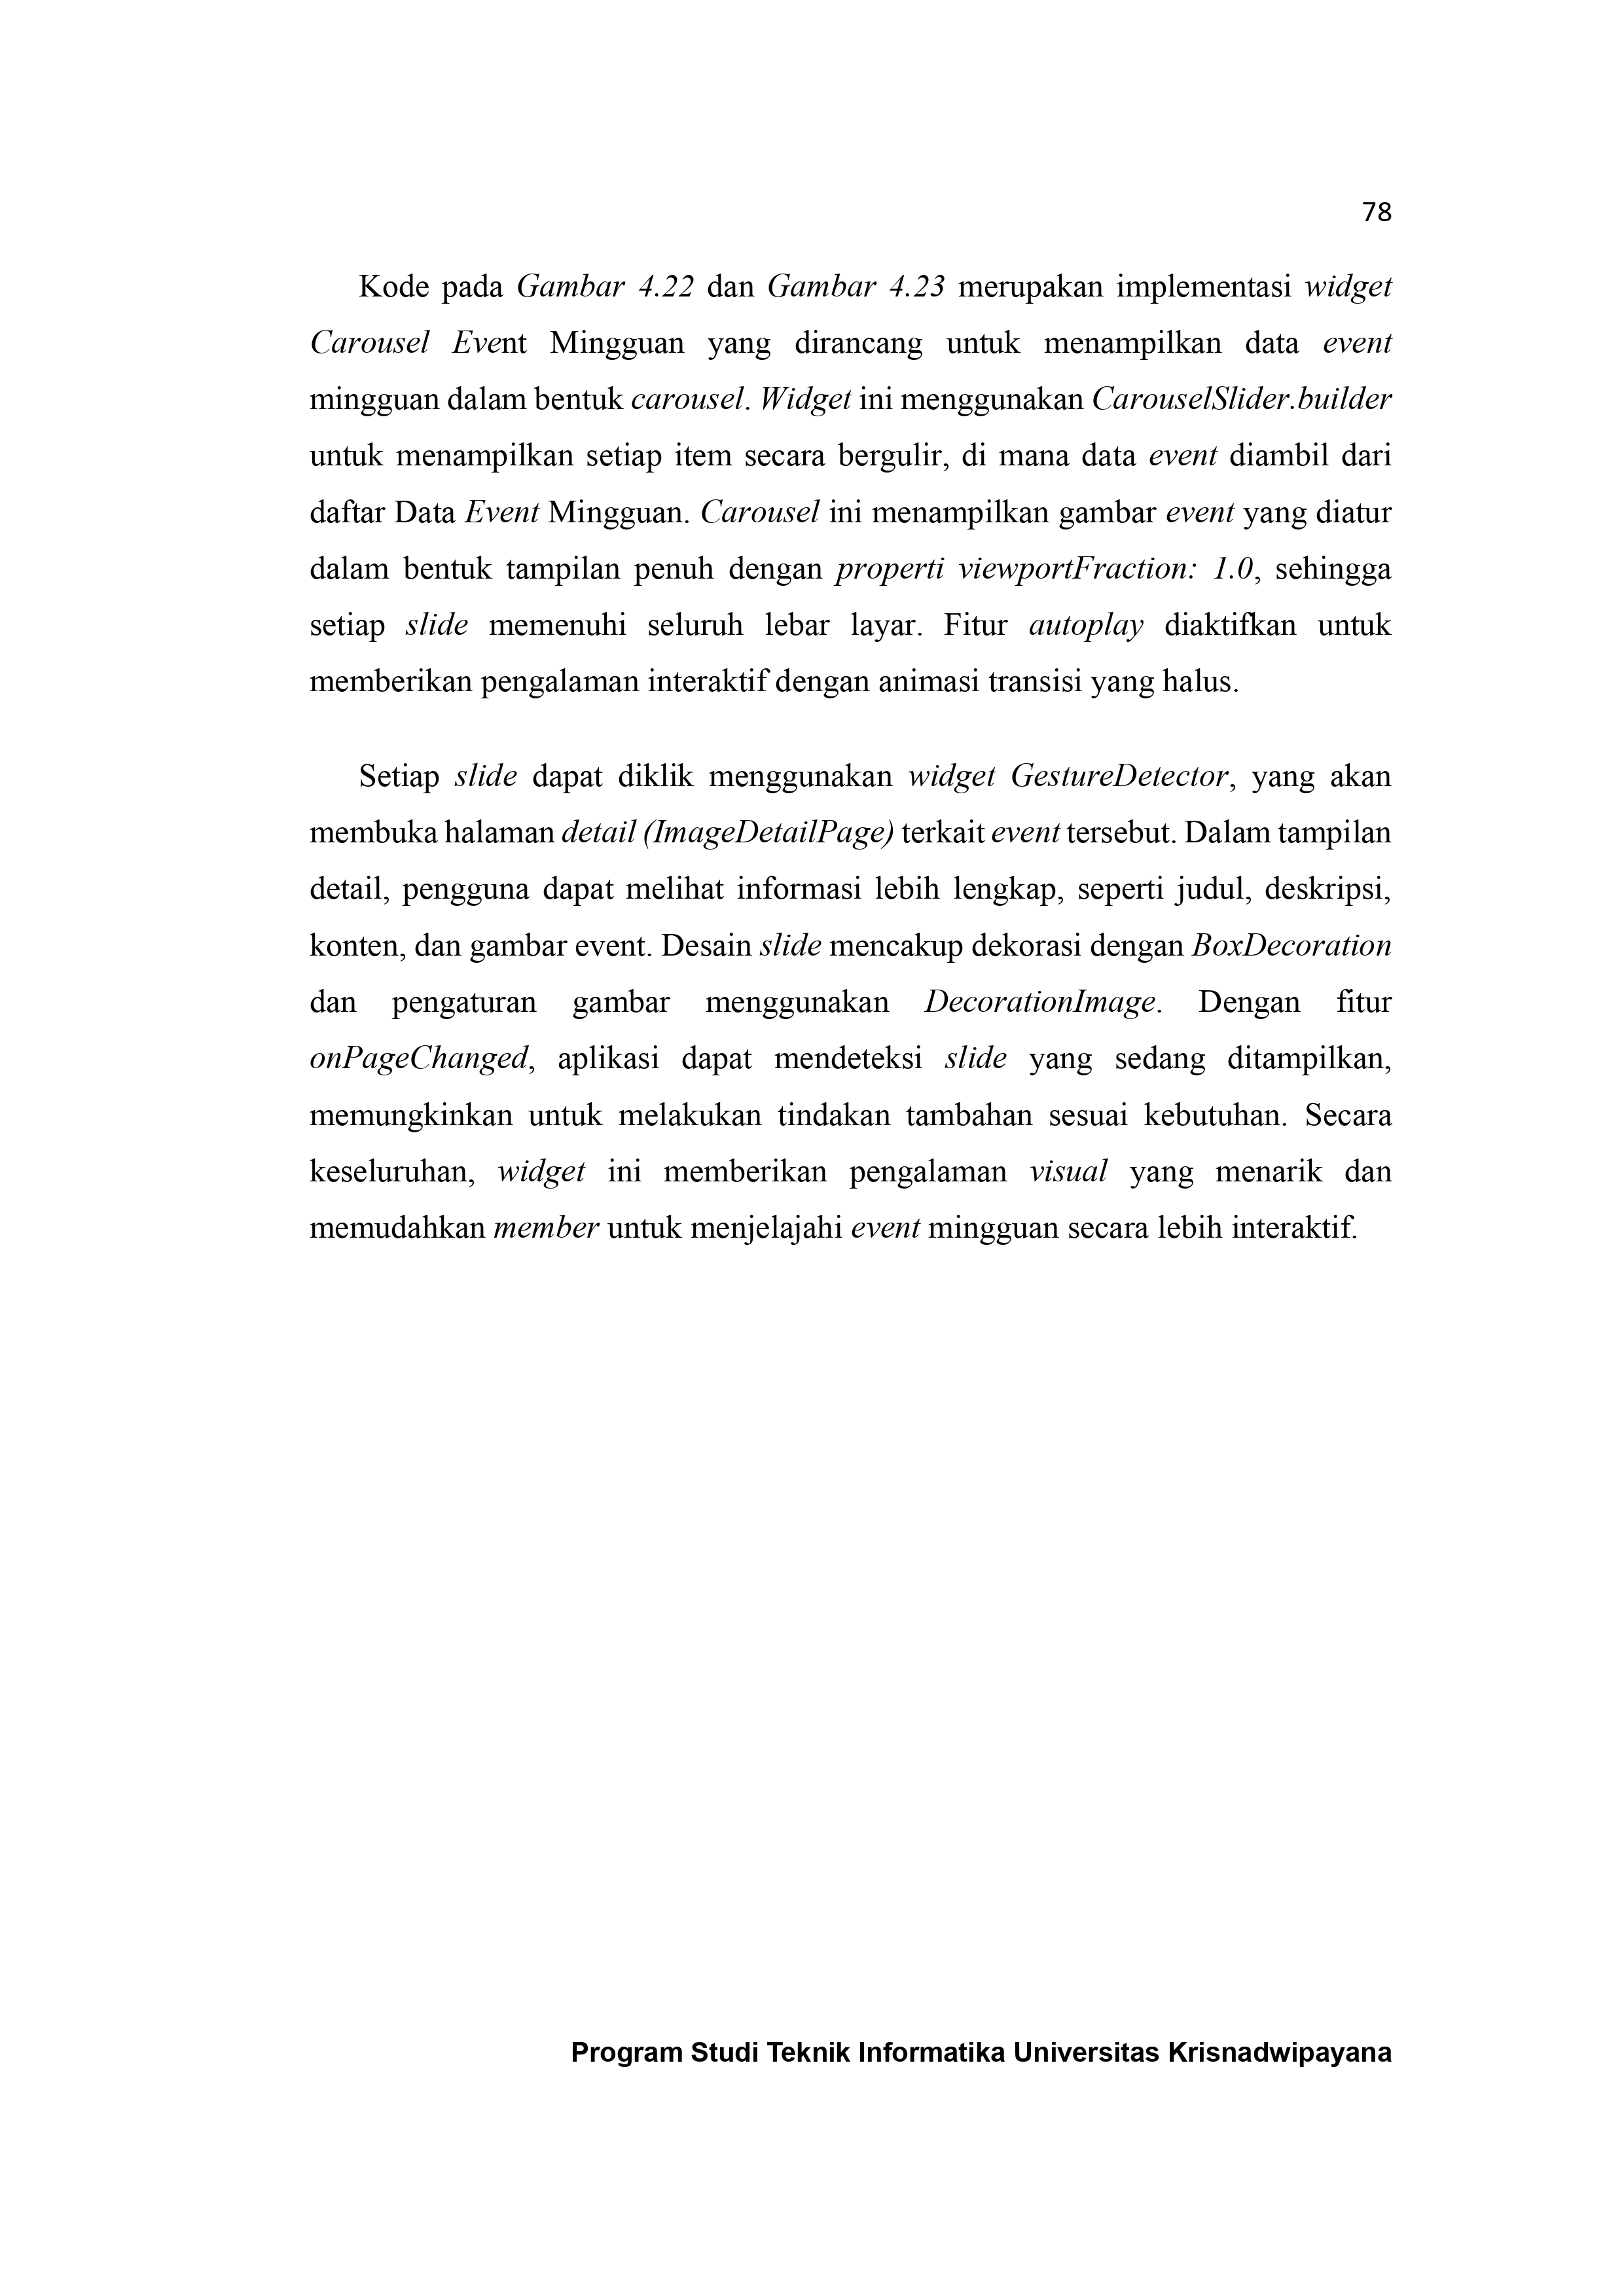 78
Kode pada Gambar 4.22 dan Gambar 4.23 merupakan implementasi widget
Carousel Event Mingguan yang dirancang untuk menampilkan data event
mingguan dalam bentuk carousel. Widget ini menggunakan CarouselSlider.builder
untuk menampilkan setiap item secara bergulir, di mana data event diambil dari
daftar Data Event Mingguan. Carousel ini menampilkan gambar event yang diatur
dalam bentuk tampilan penuh dengan properti viewportFraction: 1.0, sehingga
setiap slide memenuhi seluruh lebar layar. Fitur autoplay diaktifkan untuk
memberikan pengalaman interaktif dengan animasi transisi yang halus.
Setiap slide dapat diklik menggunakan widget GestureDetector, yang akan
membuka halaman detail (ImageDetailPage) terkait event tersebut. Dalam tampilan
detail, pengguna dapat melihat informasi lebih lengkap, seperti judul, deskripsi,
konten, dan gambar event. Desain slide mencakup dekorasi dengan BoxDecoration
dan pengaturan gambar menggunakan DecorationImage. Dengan fitur
onPageChanged, aplikasi dapat mendeteksi slide yang sedang ditampilkan,
memungkinkan untuk melakukan tindakan tambahan sesuai kebutuhan. Secara
keseluruhan, widget ini memberikan pengalaman visual yang menarik dan
memudahkan member untuk menjelajahi event mingguan secara lebih interaktif.
Program Studi Teknik Informatika Universitas Krisnadwipayana